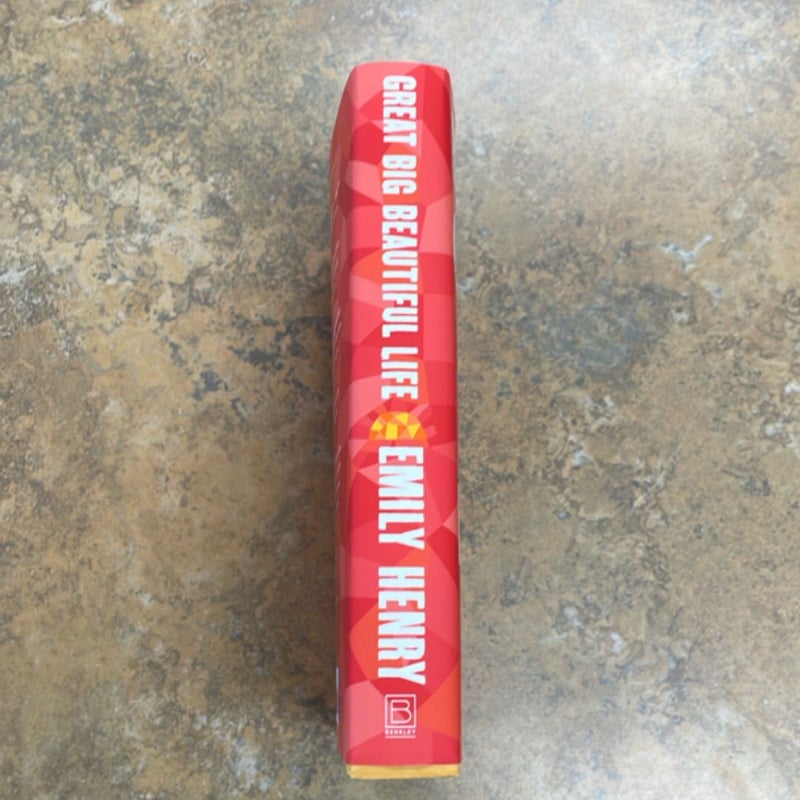 GREAT BIG BEAUTIFUL LIFE
EMILY HENRY
B
BERKLEY